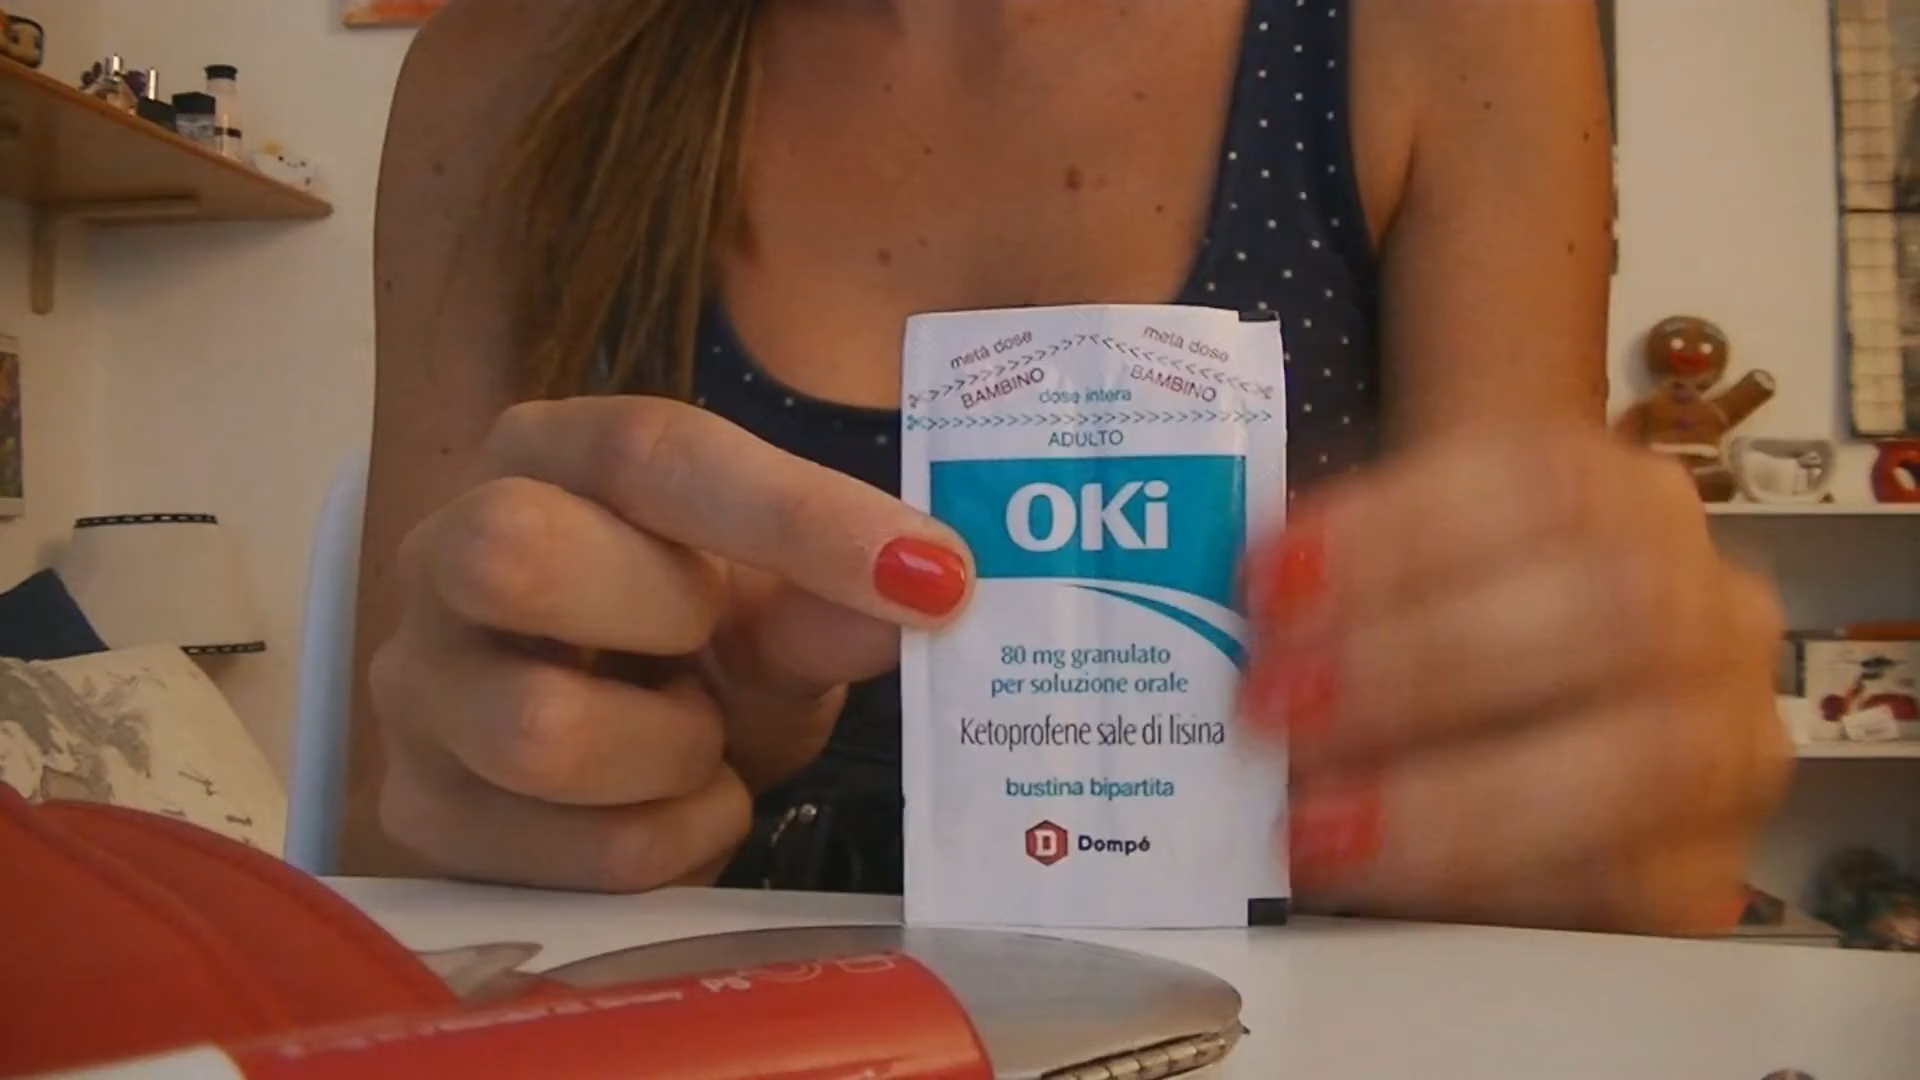 metà dose metà dose
BAMBINO BAMBINO
dose intera
ADULTO
OKi
80 mg granulato
per soluzione orale
Ketoprofene sale di lisina
bustina bipartita
D Dompé